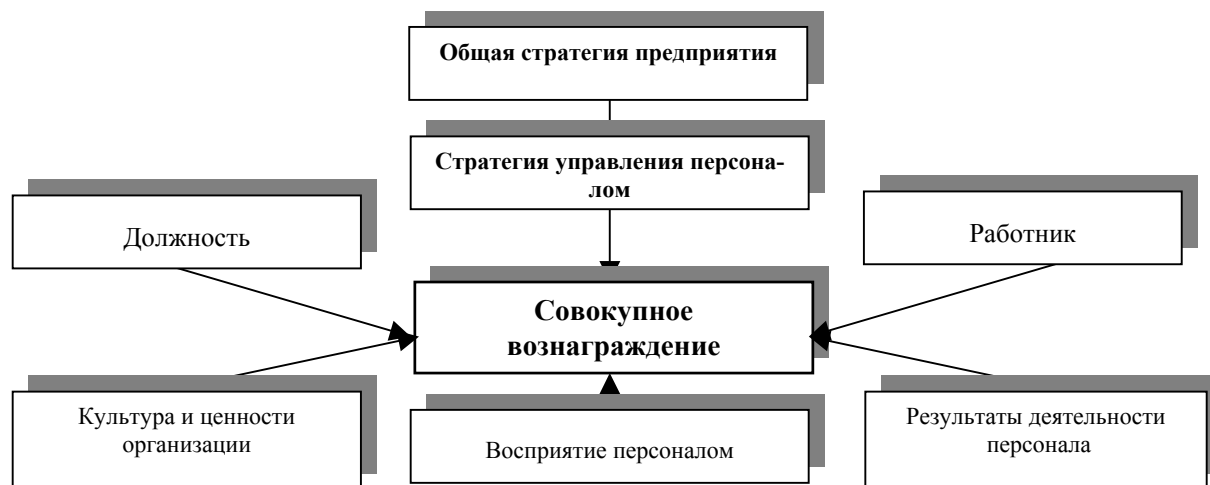 Общая стратегия предприятия
Стратегия управления персона-
лом
Должность
Работник
Совокупное
вознаграждение
Культура и ценности
организации
Восприятие персоналом
Результаты деятельности
персонала